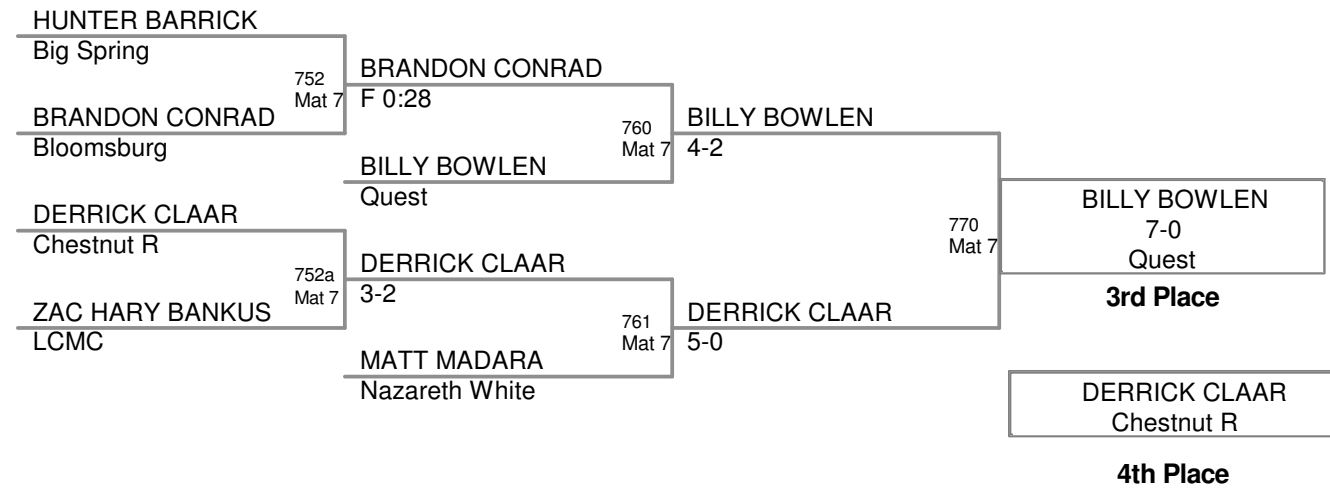 HUNTER BARRICK
Big Spring
752
Mat 7
BRANDON CONRAD
F 0:28
BRANDON CONRAD
Bloomsburg
760
Mat 7
BILLY BOWLEN
4-2
BILLY BOWLEN
Quest
DERRICK CLAAR
Chestnut R
770
Mat 7
BILLY BOWLEN
7-0
Quest
3rd Place
752a
Mat 7
DERRICK CLAAR
3-2
ZAC HARY BANKUS
LCMC
761
Mat 7
DERRICK CLAAR
5-0
MATT MADARA
Nazareth White
DERRICK CLAAR
Chestnut R
4th Place